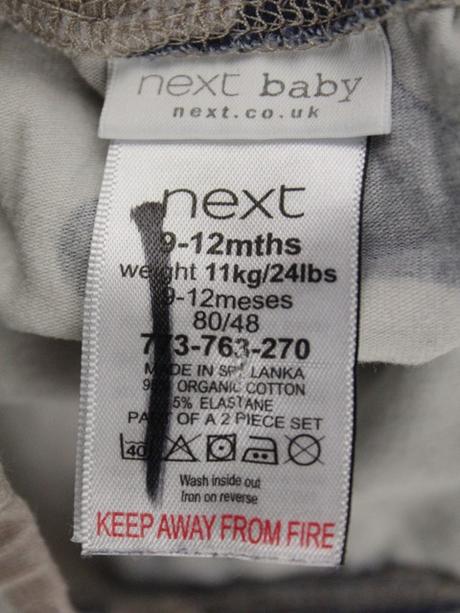 next baby
next.co.uk
next
9-12mths
weight 11kg/24lbs
9-12meses
80/48
773-763-270
MADE IN SRI LANKA
ORGANIC COTTON
5% ELASTANE
PART OF A 2 PIECE SET
40
Wash inside out
Iron on reverse
KEEP AWAY FROM FIRE